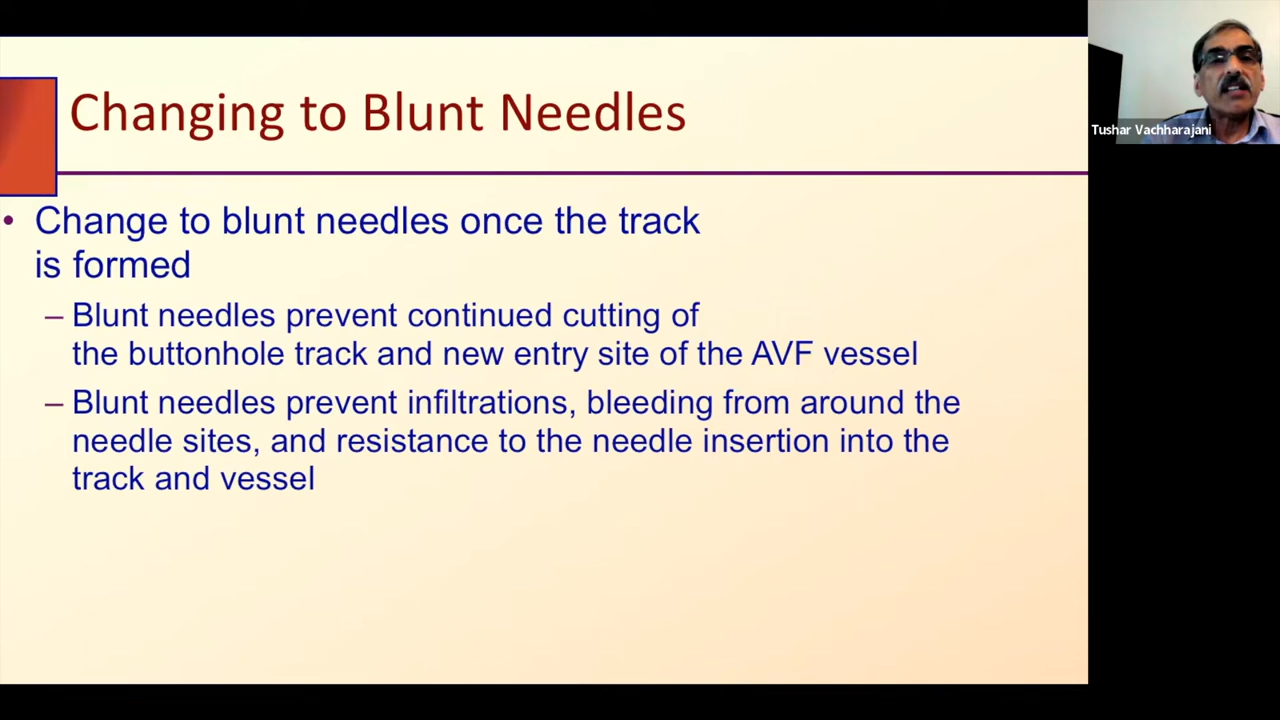 Changing to Blunt Needles
• Change to blunt needles once the track
is formed
– Blunt needles prevent continued cutting of
the buttonhole track and new entry site of the AVF vessel
– Blunt needles prevent infiltrations, bleeding from around the
needle sites, and resistance to the needle insertion into the
track and vessel
Tushar Vachharajani